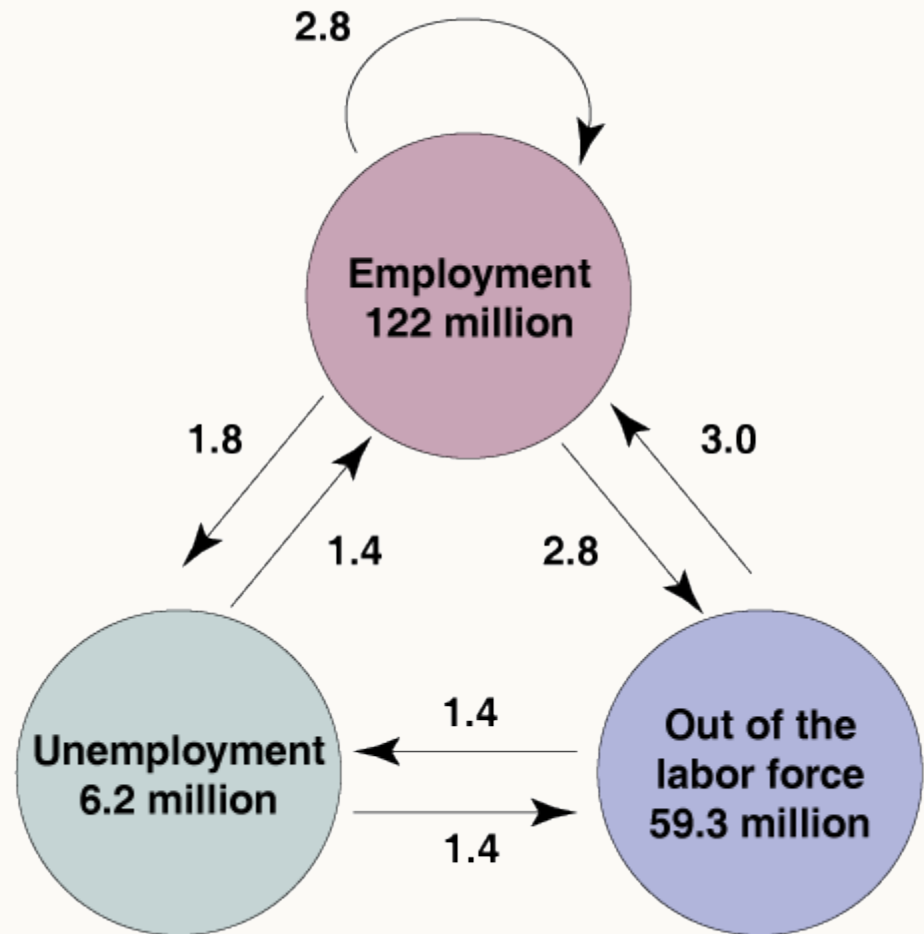 2.8
Employment
122 million
1.8
3.0
1.4
2.8
1.4
Unemployment
6.2 million
Out of the
labor force
59.3 million
1.4